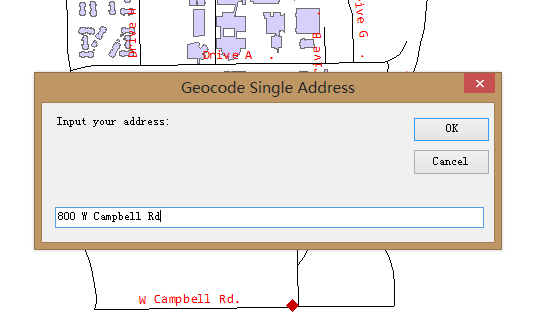 Drive A .
Geocode Single Address
Input your address:
OK
Cancel
800 W Campbell Rd
W Campbell Rd.